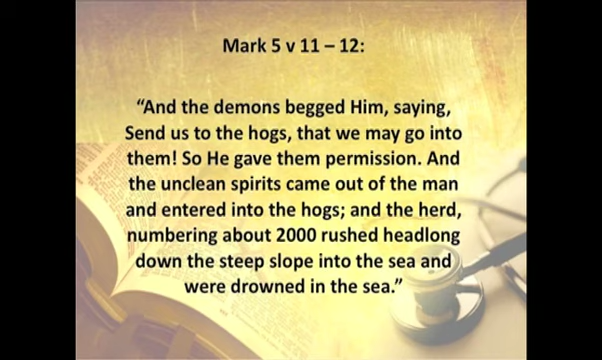 Mark 5 v 11 – 12:
“And the demons begged Him, saying,
Send us to the hogs, that we may go into
them! So He gave them permission. And
the unclean spirits came out of the man
and entered into the hogs; and the herd,
numbering about 2000 rushed headlong
down the steep slope into the sea and
were drowned in the sea.”